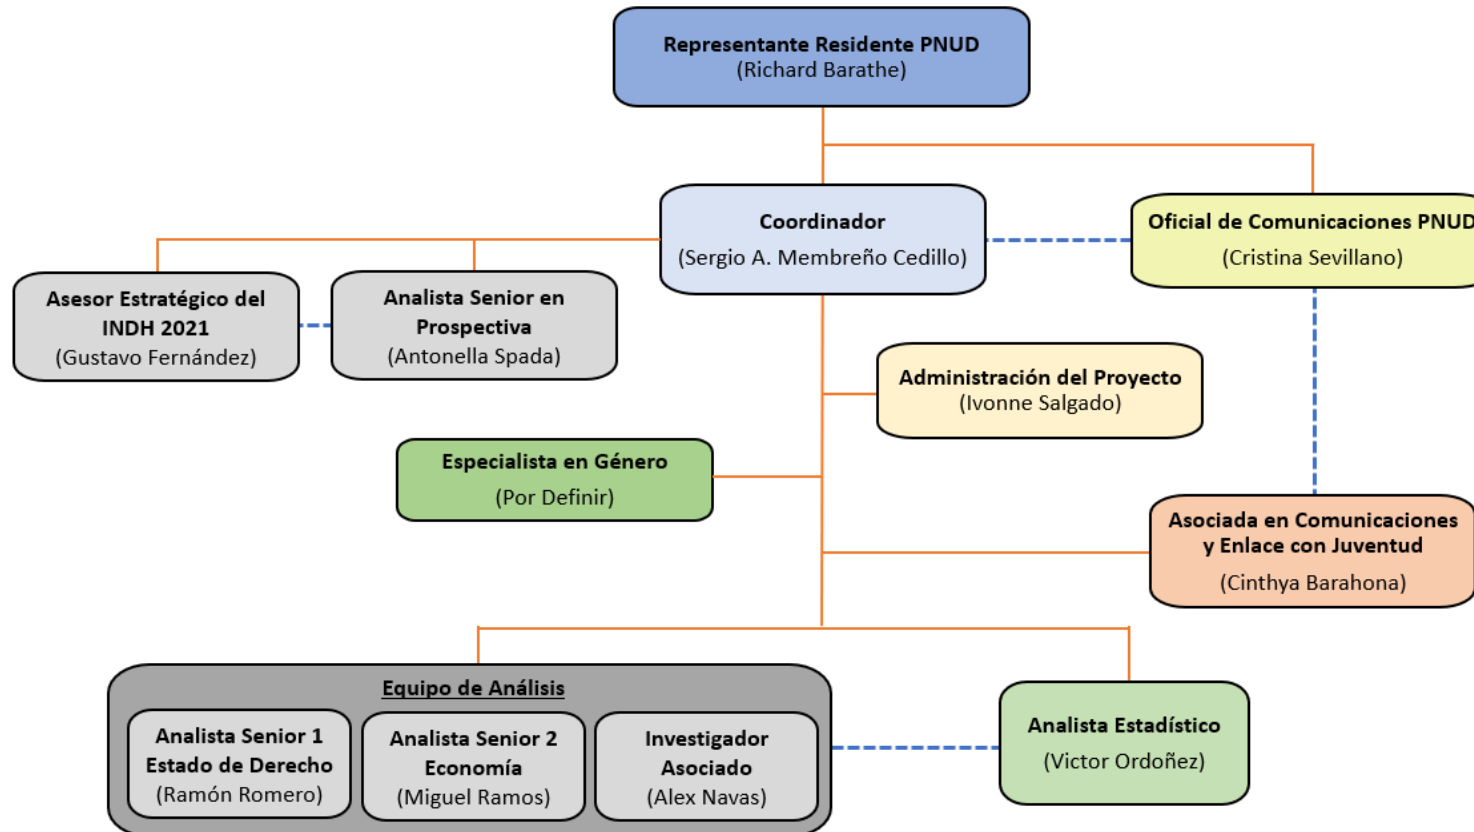 Representante Residente PNUD
(Richard Barathe)
Coordinador
(Sergio A. Membreño Cedillo)
Oficial de Comunicaciones PNUD
(Cristina Sevillano)
Asesor Estratégico del
INDH 2021
(Gustavo Fernández)
Analista Senior en
Prospectiva
(Antonella Spada)
Administración del Proyecto
(Ivonne Salgado)
Especialista en Género
(Por Definir)
Asociada en Comunicaciones
y Enlace con Juventud
(Cinthya Barahona)
Equipo de Análisis
Analista Senior 1
Estado de Derecho
(Ramón Romero)
Analista Senior 2
Economía
(Miguel Ramos)
Investigador
Asociado
(Alex Navas)
Analista Estadístico
(Victor Ordoñez)